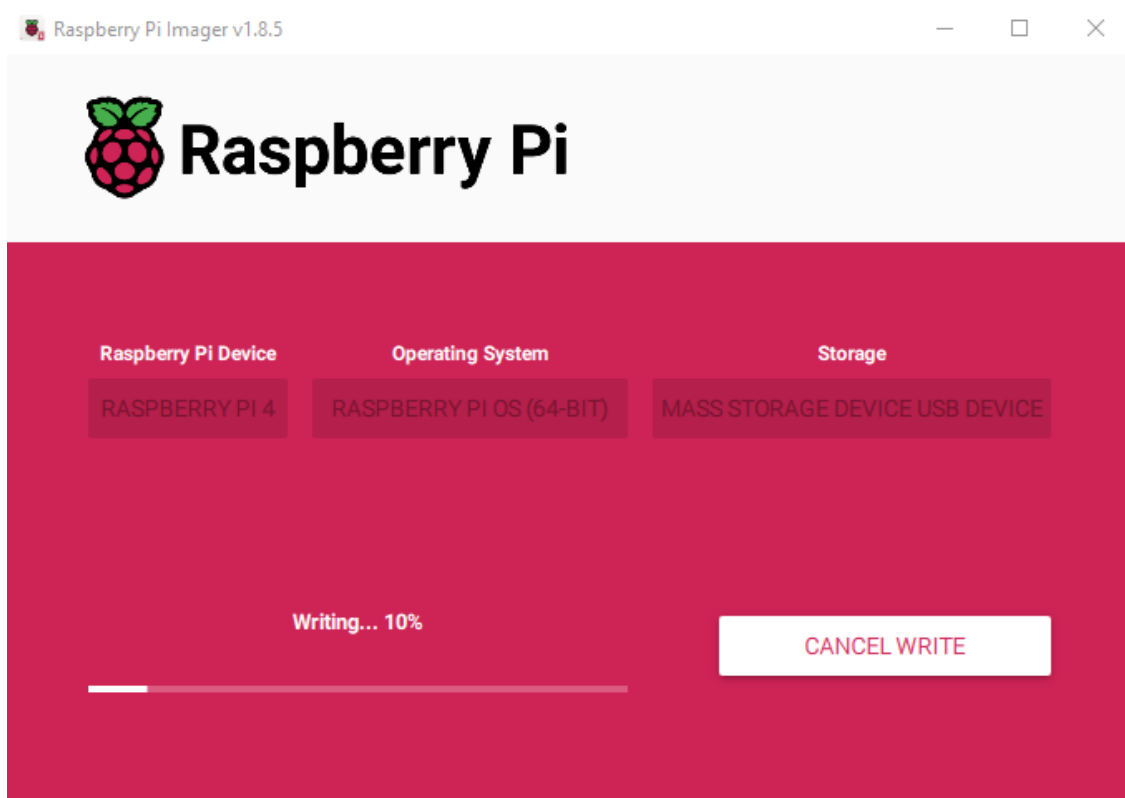 Raspberry Pi Imager v1.8.5
Raspberry Pi
Raspberry Pi Device
Operating System
Storage
RASPBERRY PI 4
RASPBERRY PI OS (64-BIT)
MASS STORAGE DEVICE USB DEVICE
Writing... 10%
CANCEL WRITE